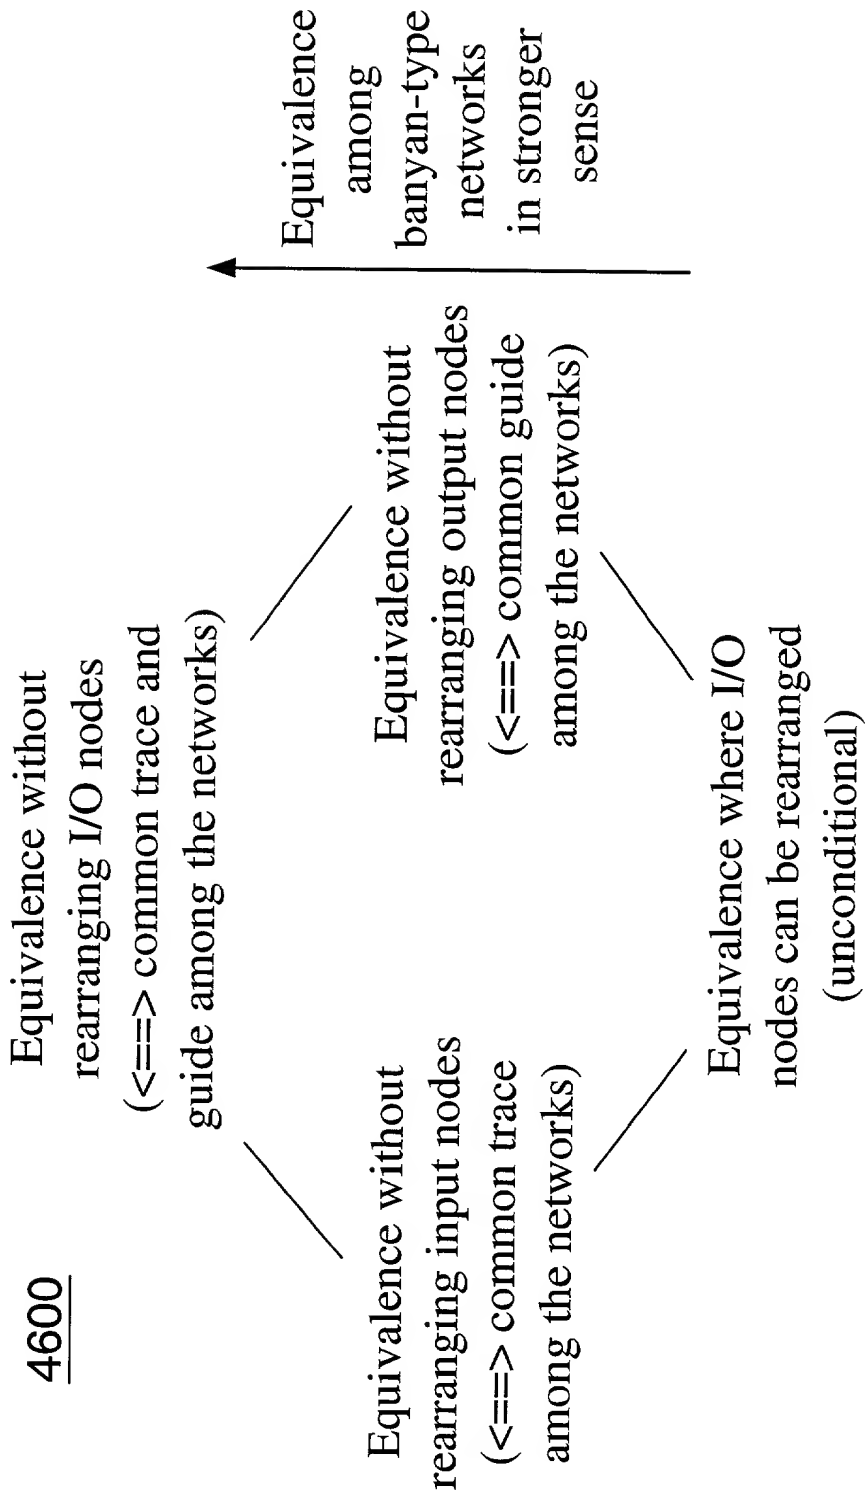 4600
Equivalence without
rearranging I/O nodes
(<==> common trace and
guide among the networks)
Equivalence without
rearranging input nodes
(<==> common trace
among the networks)
Equivalence without
rearranging output nodes
(<==> common guide
among the networks)
Equivalence where I/O
nodes can be rearranged
(unconditional)
Equivalence
among
banyan-type
networks
in stronger
sense